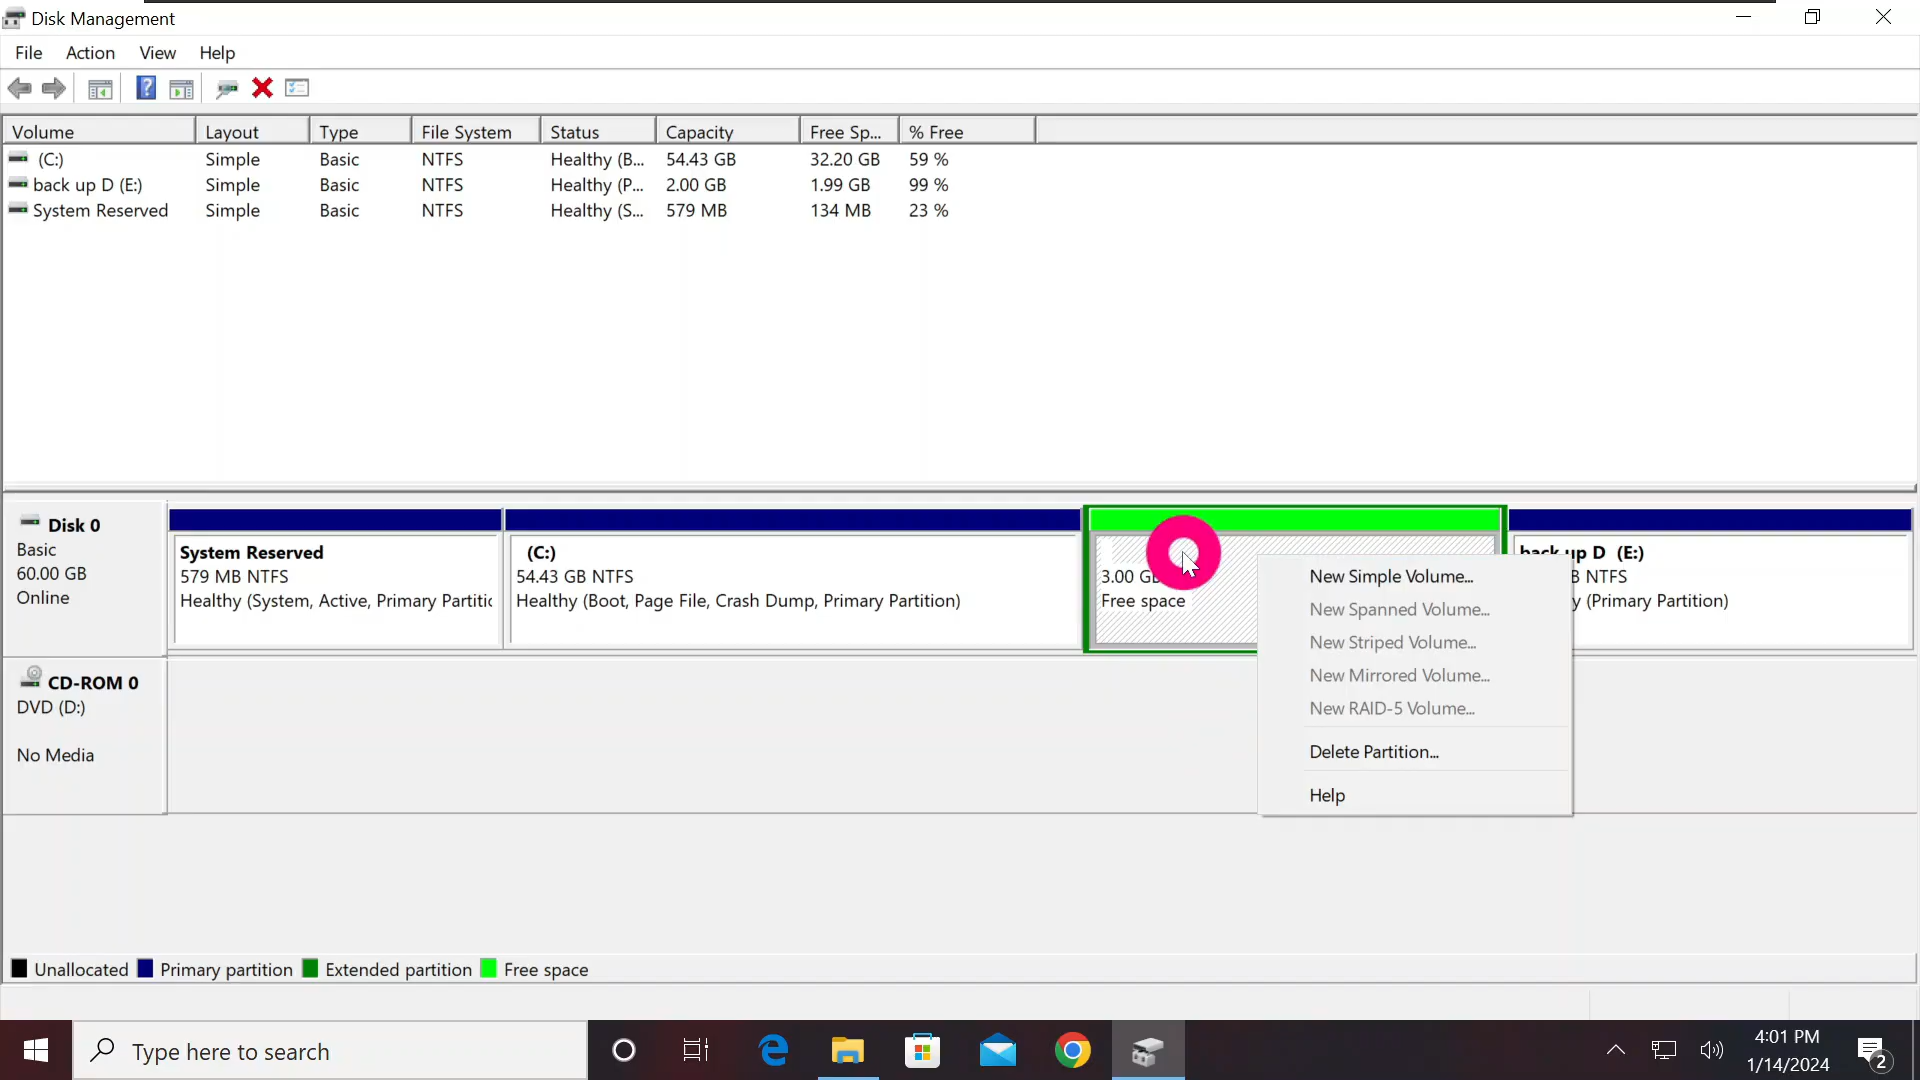 Disk Management
File Action View Help
Volume Layout Type File System Status Capacity Free Sp... % Free
(C:) Simple Basic NTFS Healthy (B... 54.43 GB 32.20 GB 59 %
back up D (E:) Simple Basic NTFS Healthy (P... 2.00 GB 1.99 GB 99 %
System Reserved Simple Basic NTFS Healthy (S... 579 MB 134 MB 23 %
Disk 0
Basic
60.00 GB
Online
System Reserved
579 MB NTFS
Healthy (System, Active, Primary Partitic
(C:)
54.43 GB NTFS
Healthy (Boot, Page File, Crash Dump, Primary Partition)
3.00 G
Free space
back up D (E:)
B NTFS
y (Primary Partition)
New Simple Volume...
New Spanned Volume...
New Striped Volume...
New Mirrored Volume...
New RAID-5 Volume...
Delete Partition...
Help
CD-ROM 0
DVD (D:)
No Media
Unallocated Primary partition Extended partition Free space
Type here to search
4:01 PM
1/14/2024
2